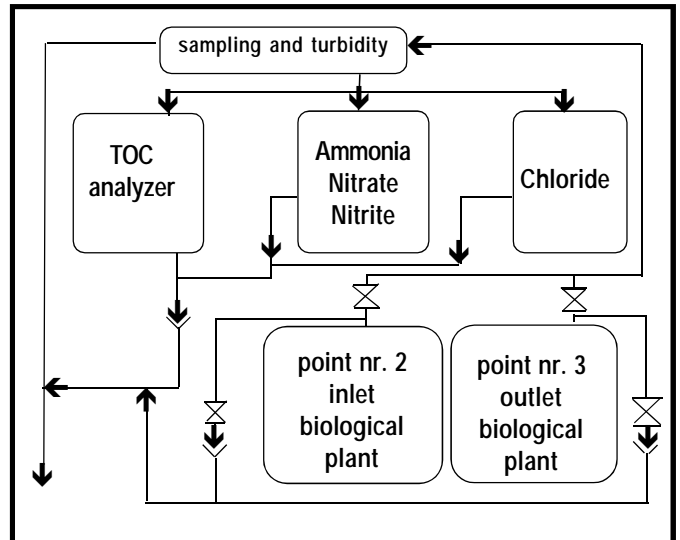 sampling and turbidity
TOC
analyzer
Ammonia
Nitrate
Nitrite
Chloride
point nr. 2
inlet
biological
plant
point nr. 3
outlet
biological
plant